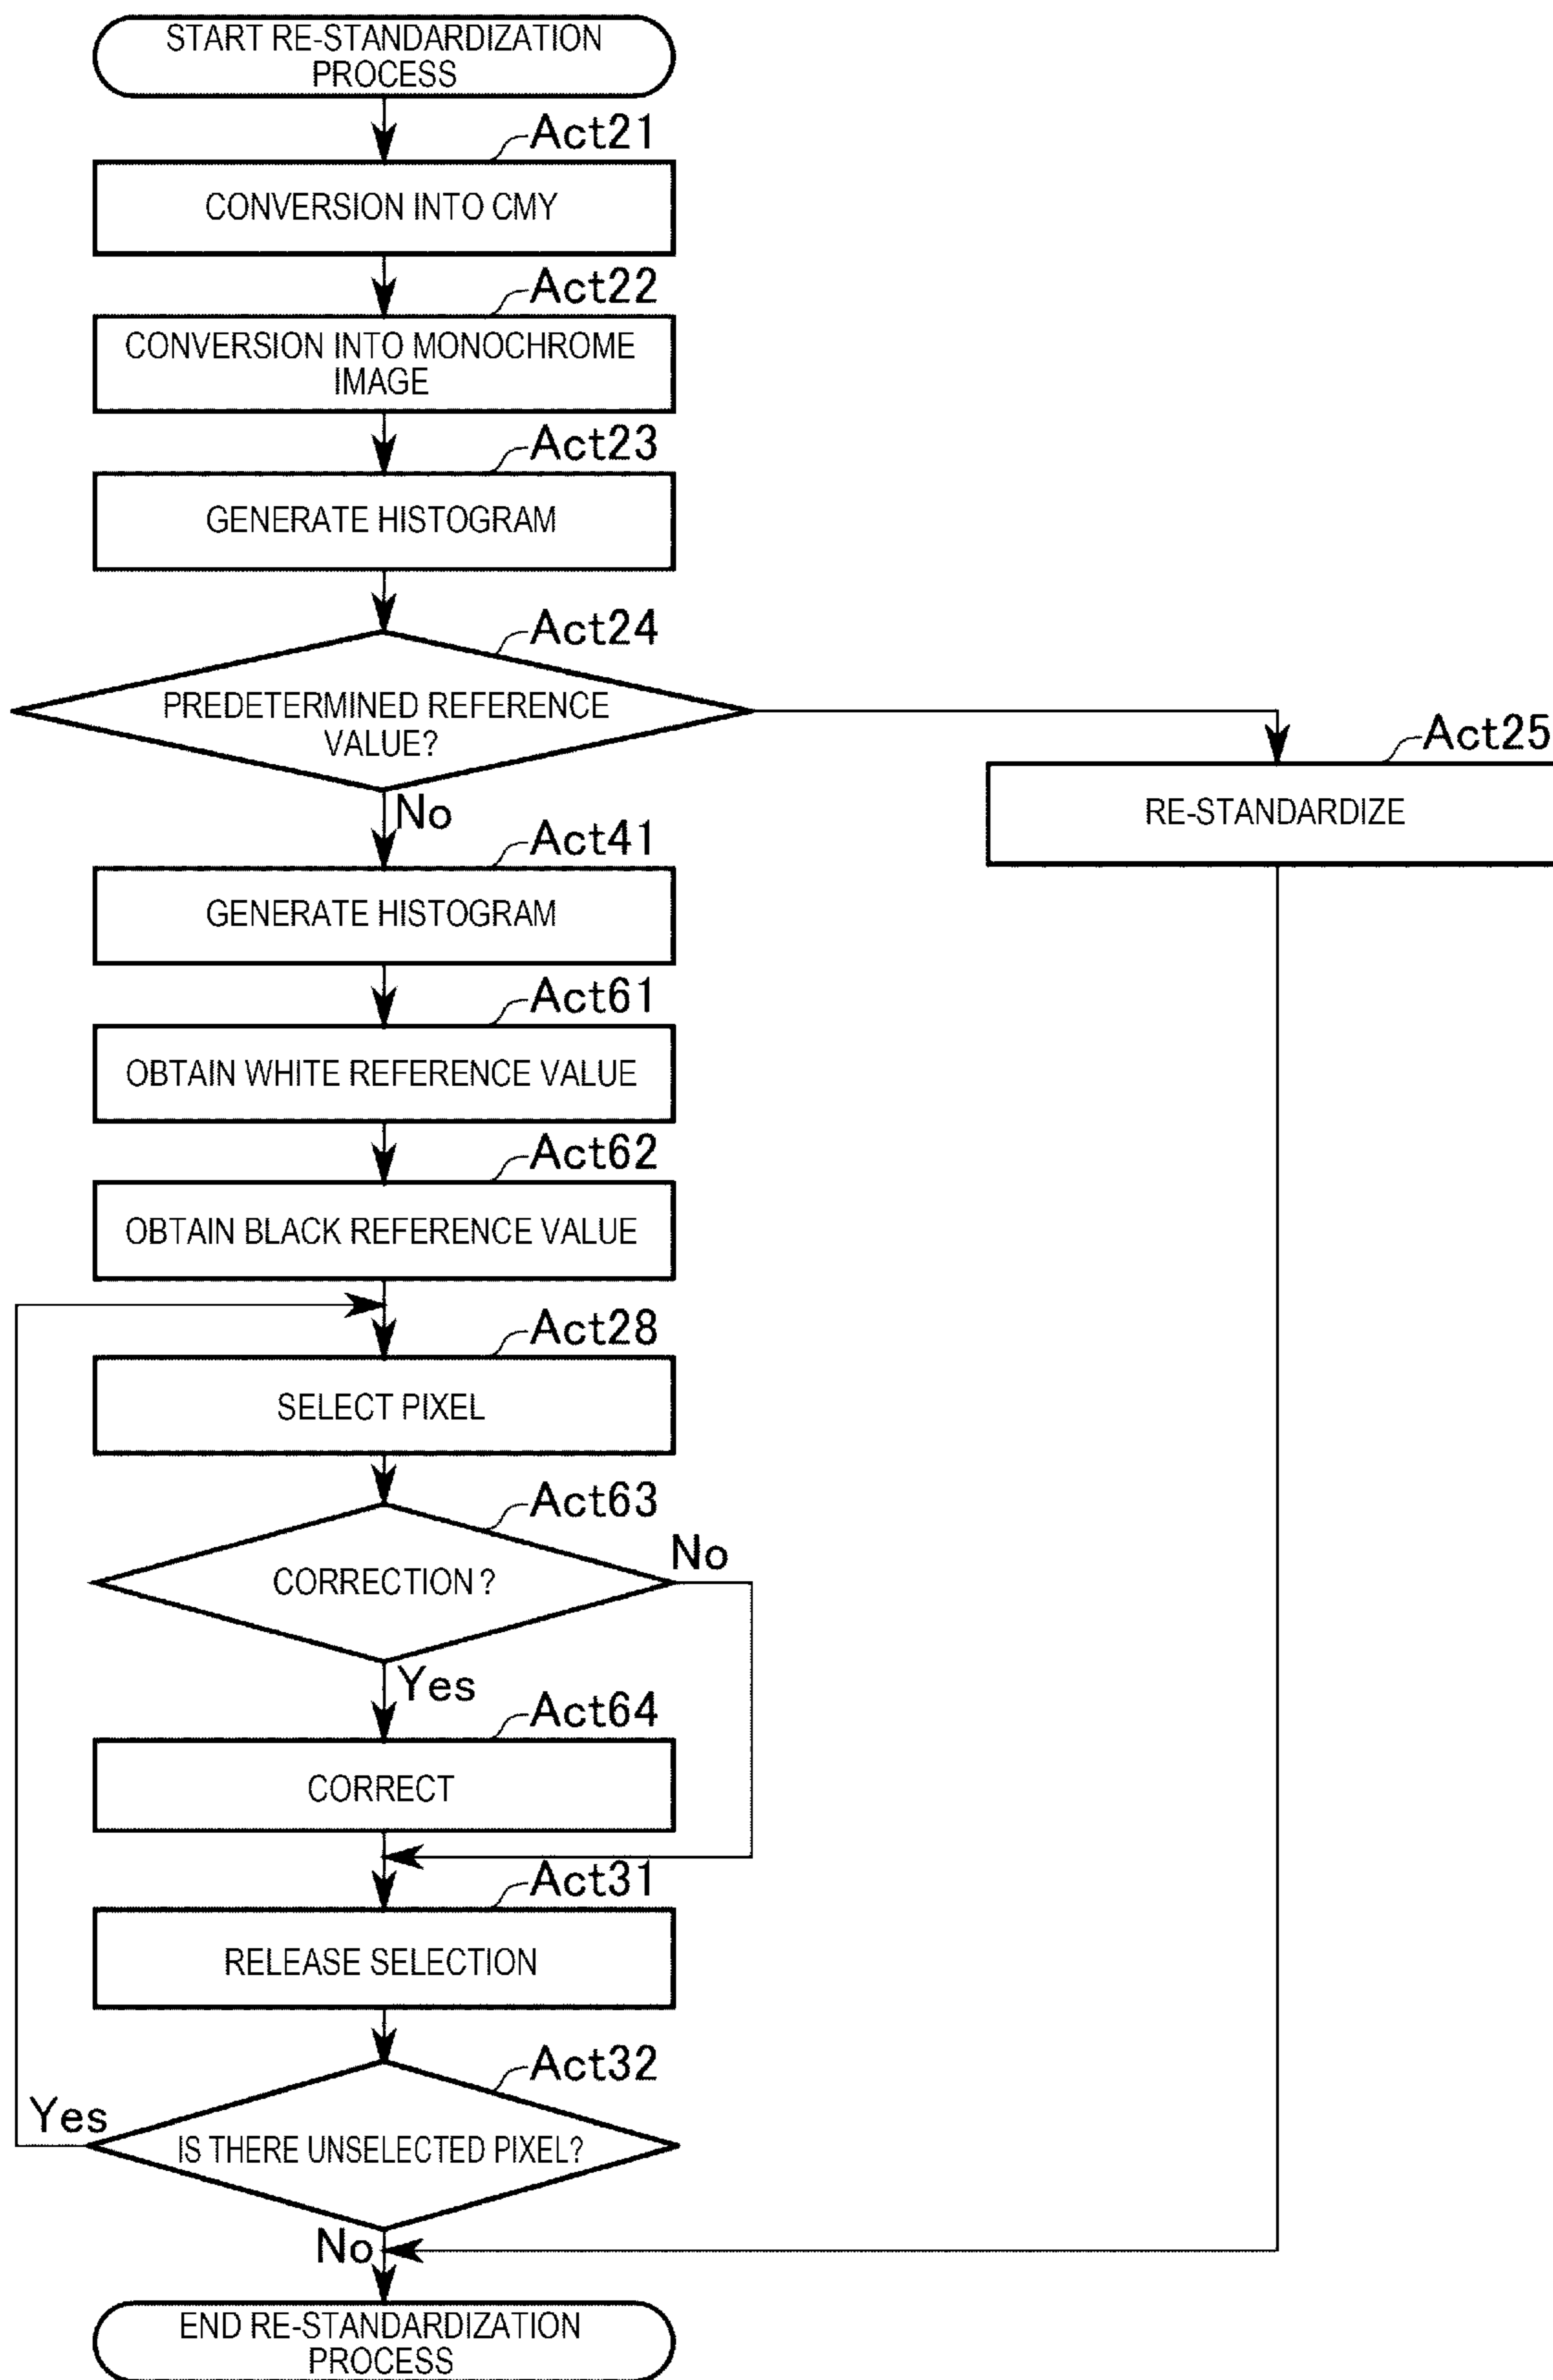 START RE-STANDARDIZATION
PROCESS
Act21
CONVERSION INTO CMY
Act22
CONVERSION INTO MONOCHROME
IMAGE
Act23
GENERATE HISTOGRAM
Act24
PREDETERMINED REFERENCE
VALUE?
Act25
RE-STANDARDIZE
No
Act41
GENERATE HISTOGRAM
Act61
OBTAIN WHITE REFERENCE VALUE
Act62
OBTAIN BLACK REFERENCE VALUE
Act28
SELECT PIXEL
Act63
CORRECTION ?
No
Yes
Act64
CORRECT
Act31
RELEASE SELECTION
Act32
Yes
IS THERE UNSELECTED PIXEL?
No
END RE-STANDARDIZATION
PROCESS